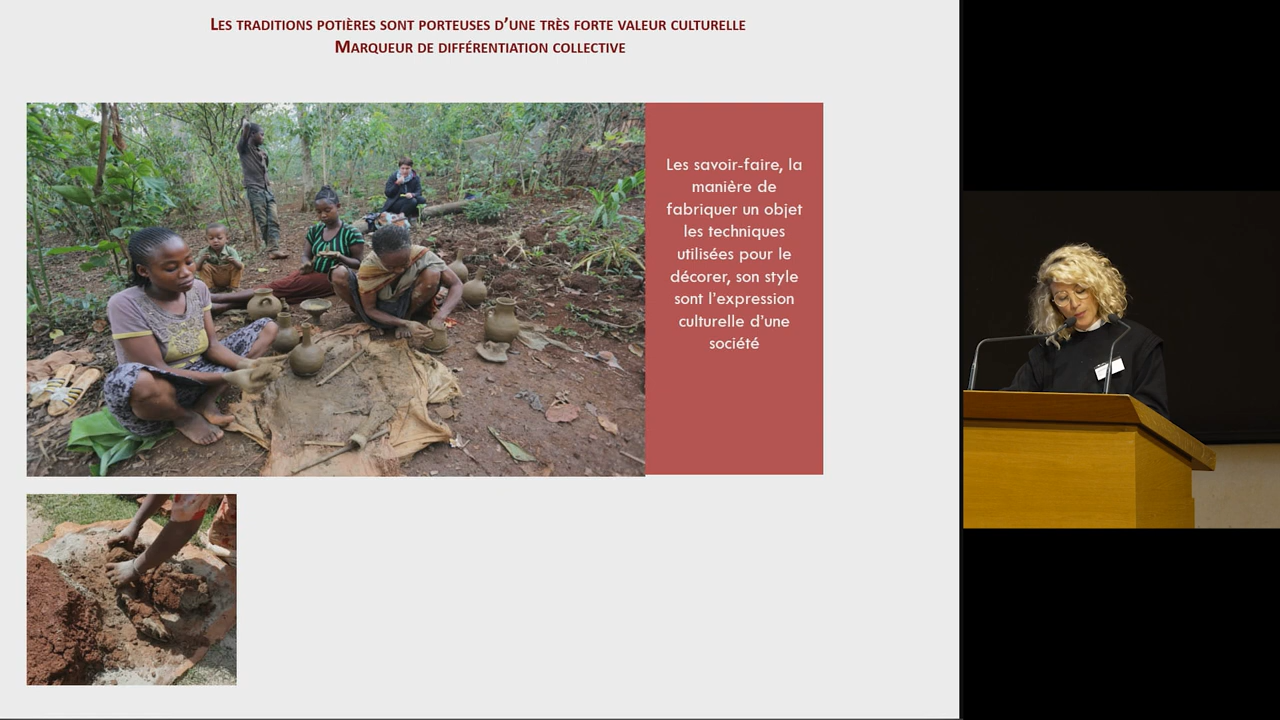 Les traditions potières sont porteuses d’une très forte valeur culturelle
Marqueur de différentiation collective
Les savoir-faire, la
manière de
fabriquer un objet
les techniques
utilisées pour le
décorer, son style
sont l’expression
culturelle d’une
société